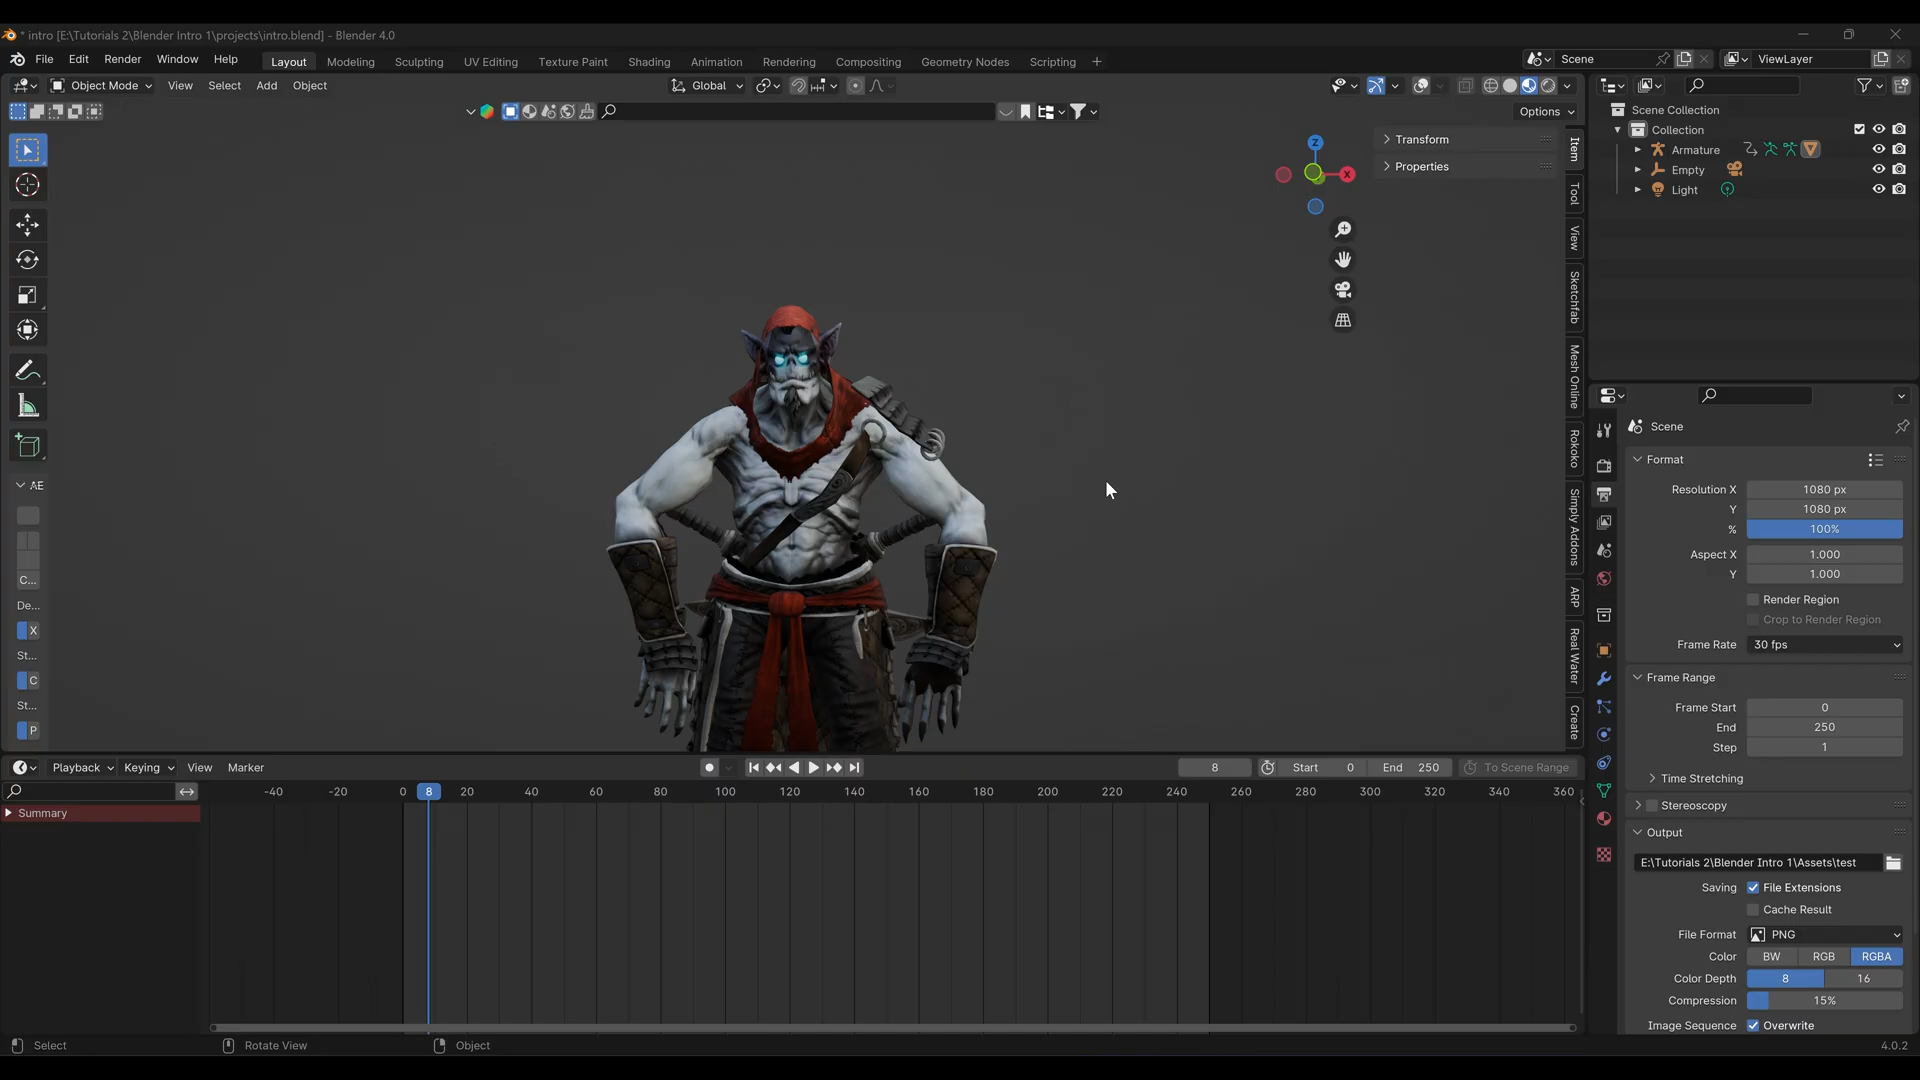 * intro [E:\Tutorials 2\Blender Intro 1\projects\intro.blend] - Blender 4.0
File Edit Render Window Help Layout Modeling Sculpting UV Editing Texture Paint Shading Animation Rendering Compositing Geometry Nodes Scripting + Scene ViewLayer
Object Mode View Select Add Object Global
Options
Scene Collection
Collection
Armature
Empty
Light
Transform
Properties
Z
X
Item
Tool
View
Sketchfab
Mesh Online
Rokoko
Simply Addons
ARP
Real Water
Create
AE
C...
De...
X
St...
C
St...
P
Scene
Format
Resolution X 1080 px
Y 1080 px
% 100%
Aspect X 1.000
Y 1.000
Render Region
Crop to Render Region
Frame Rate 30 fps
Frame Range
Frame Start 0
End 250
Step 1
Time Stretching
Stereoscopy
Output
E:\Tutorials 2\Blender Intro 1\Assets\test
Saving File Extensions
Cache Result
File Format PNG
Color BW RGB RGBA
Color Depth 8 16
Compression 15%
Image Sequence Overwrite
Playback Keying View Marker 8 Start 0 End 250 To Scene Range
-40 -20 0 8 20 40 60 80 100 120 140 160 180 200 220 240 260 280 300 320 340 360
Summary
Select Rotate View Object 4.0.2